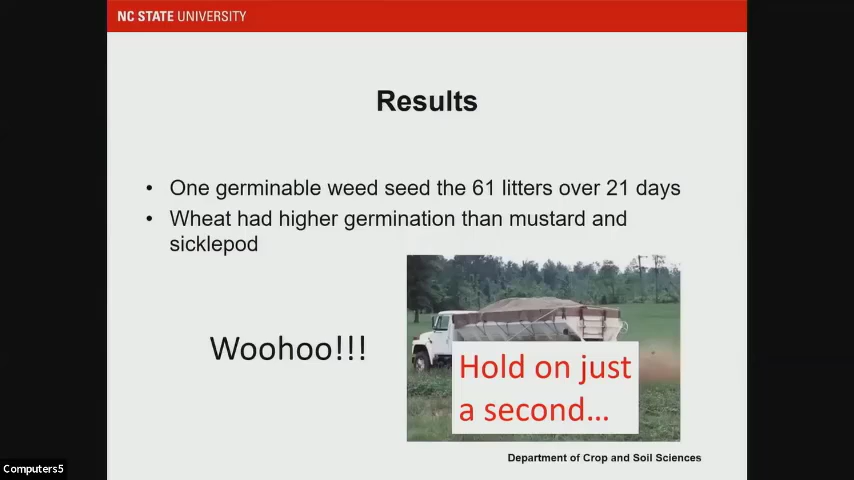 NC STATE UNIVERSITY
Results
• One germinable weed seed the 61 litters over 21 days
• Wheat had higher germination than mustard and
sicklepod
Woohoo!!!
Hold on just
a second...
Department of Crop and Soil Sciences
Computers5